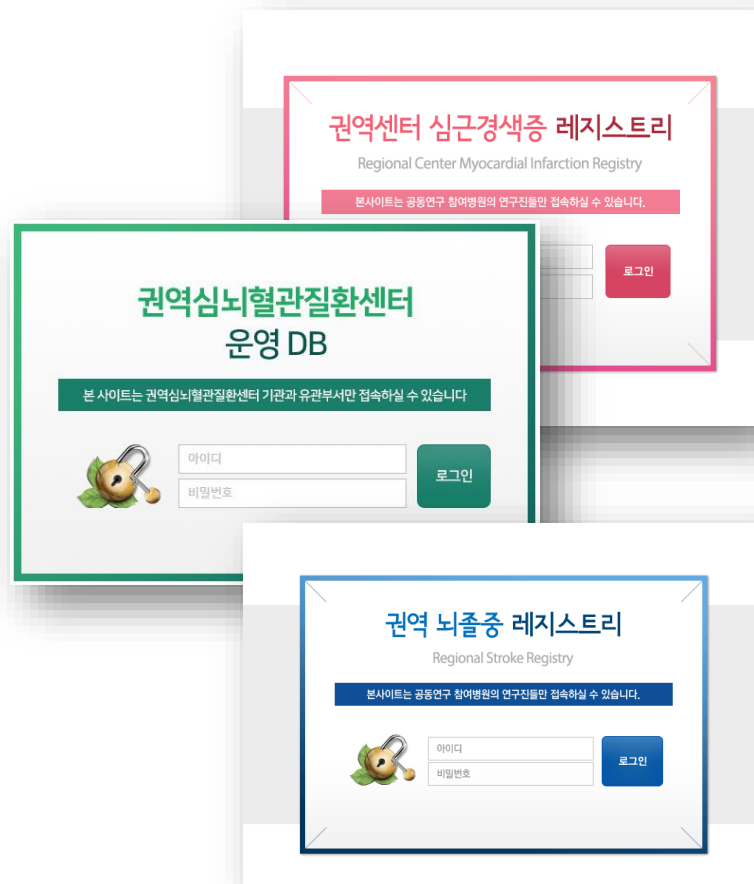 권역센터 심근경색증 레지스트리
Regional Center Myocardial Infarction Registry
본사이트는 공동연구 참여병원의 연구진들만 접속하실 수 있습니다.
로그인
권역심뇌혈관질환센터
운영 DB
본 사이트는 권역심뇌혈관질환센터 기관과 유관부서만 접속하실 수 있습니다
아이디
비밀번호
로그인
권역 뇌졸중 레지스트리
Regional Stroke Registry
본사이트는 공동연구 참여병원의 연구진들만 접속하실 수 있습니다.
아이디
비밀번호
로그인